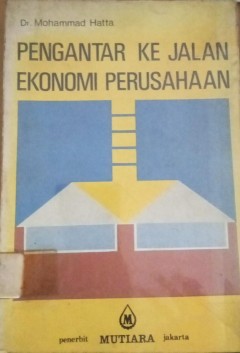 Dr. Mohammad Hatta
PENGANTAR KE JALAN
EKONOMI PERUSAHAAN
M
penerbit MUTIARA jakarta